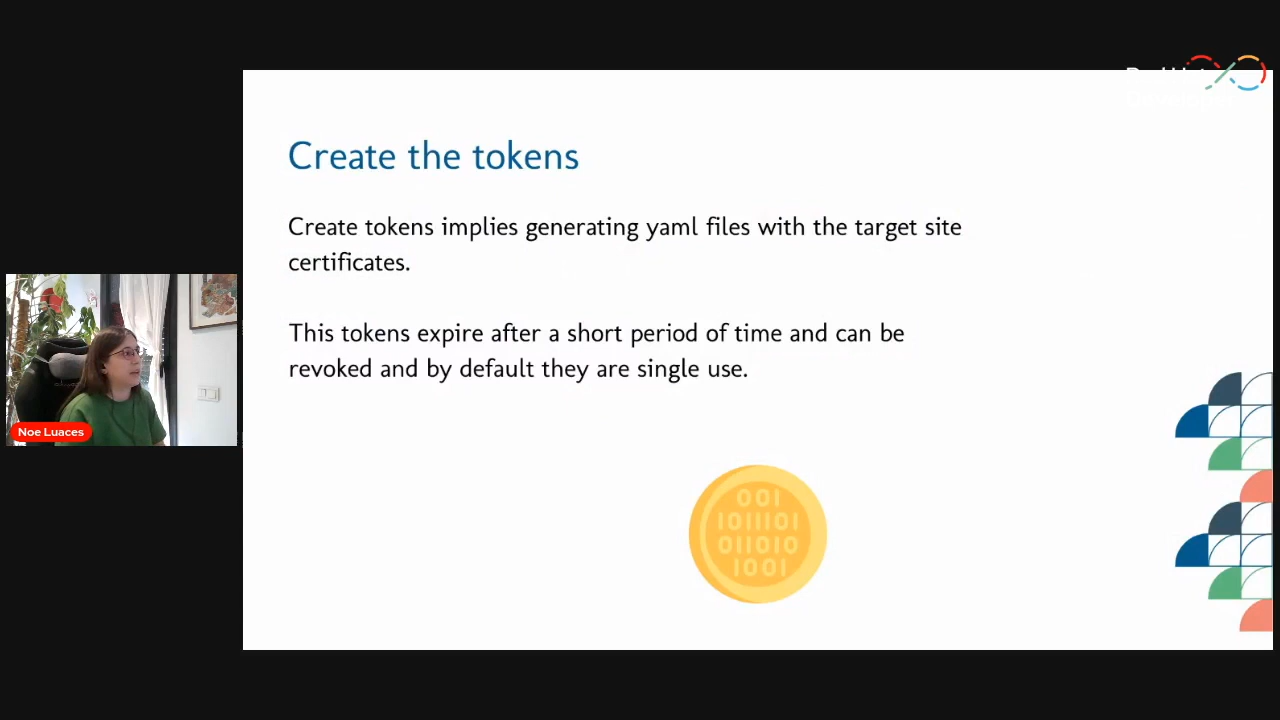 Create the tokens
Create tokens implies generating yaml files with the target site
certificates.
This tokens expire after a short period of time and can be
revoked and by default they are single use.
Noe Luaces
001
1011101
011010
1001